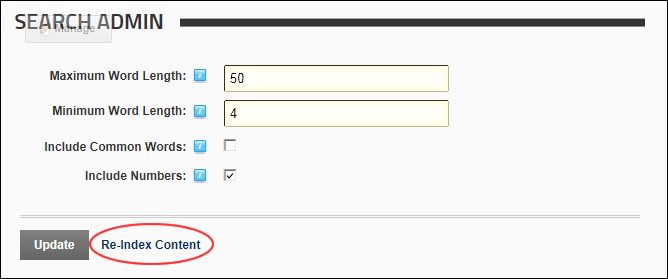 SEARCH ADMIN
Manage
Maximum Word Length: 50
Minimum Word Length: 4
Include Common Words:
Include Numbers:
Update Re-Index Content